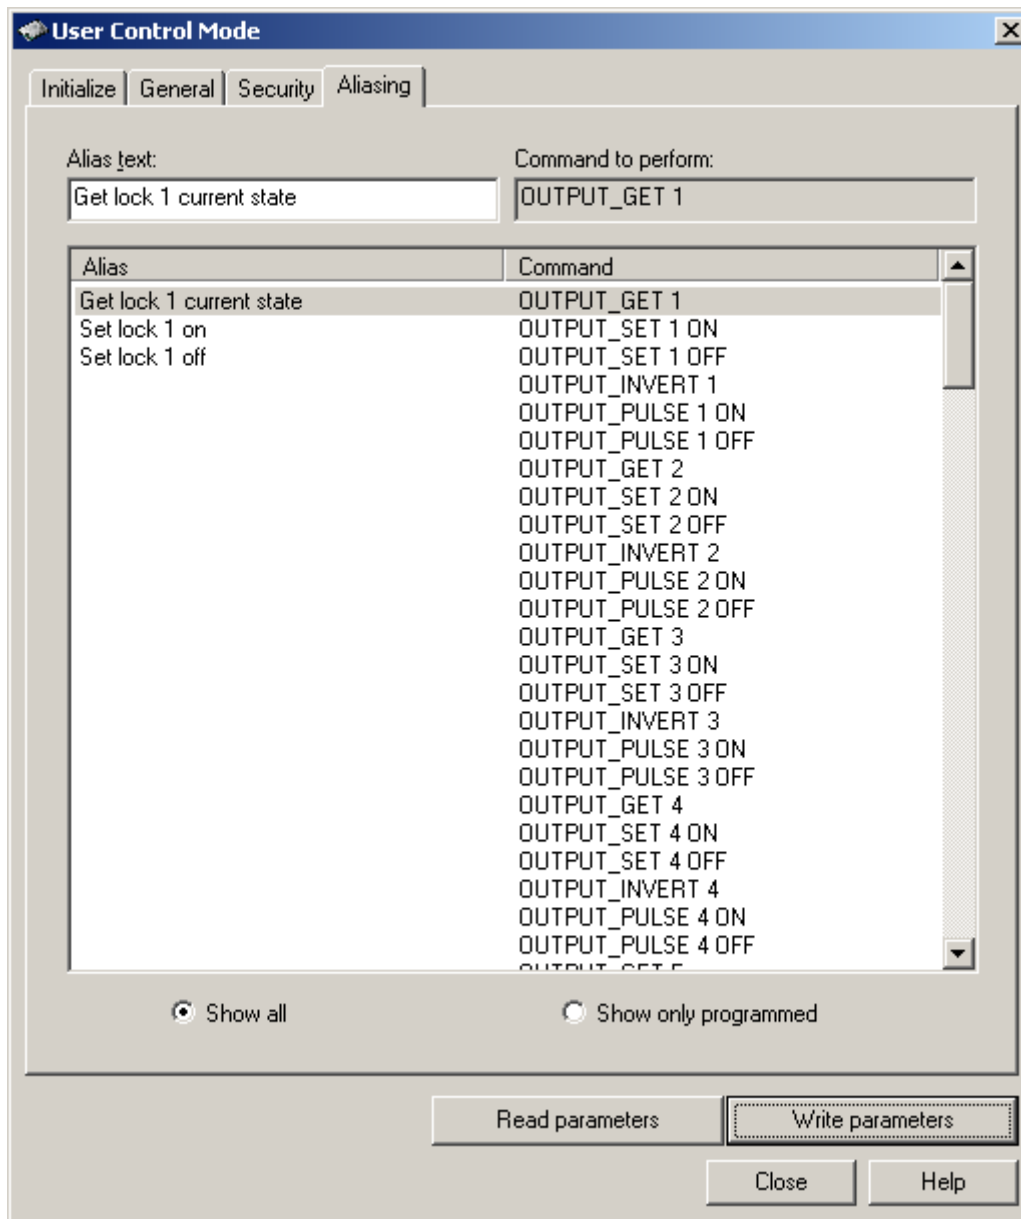 User Control Mode
Initialize General Security Aliasing
Alias text: Command to perform:
Get lock 1 current state OUTPUT_GET 1
Alias Command
Get lock 1 current state OUTPUT_GET 1
Set lock 1 on OUTPUT_SET 1 ON
Set lock 1 off OUTPUT_SET 1 OFF
OUTPUT_INVERT 1
OUTPUT_PULSE 1 ON
OUTPUT_PULSE 1 OFF
OUTPUT_GET 2
OUTPUT_SET 2 ON
OUTPUT_SET 2 OFF
OUTPUT_INVERT 2
OUTPUT_PULSE 2 ON
OUTPUT_PULSE 2 OFF
OUTPUT_GET 3
OUTPUT_SET 3 ON
OUTPUT_SET 3 OFF
OUTPUT_INVERT 3
OUTPUT_PULSE 3 ON
OUTPUT_PULSE 3 OFF
OUTPUT_GET 4
OUTPUT_SET 4 ON
OUTPUT_SET 4 OFF
OUTPUT_INVERT 4
OUTPUT_PULSE 4 ON
OUTPUT_PULSE 4 OFF
Show all Show only programmed
Read parameters Write parameters
Close Help